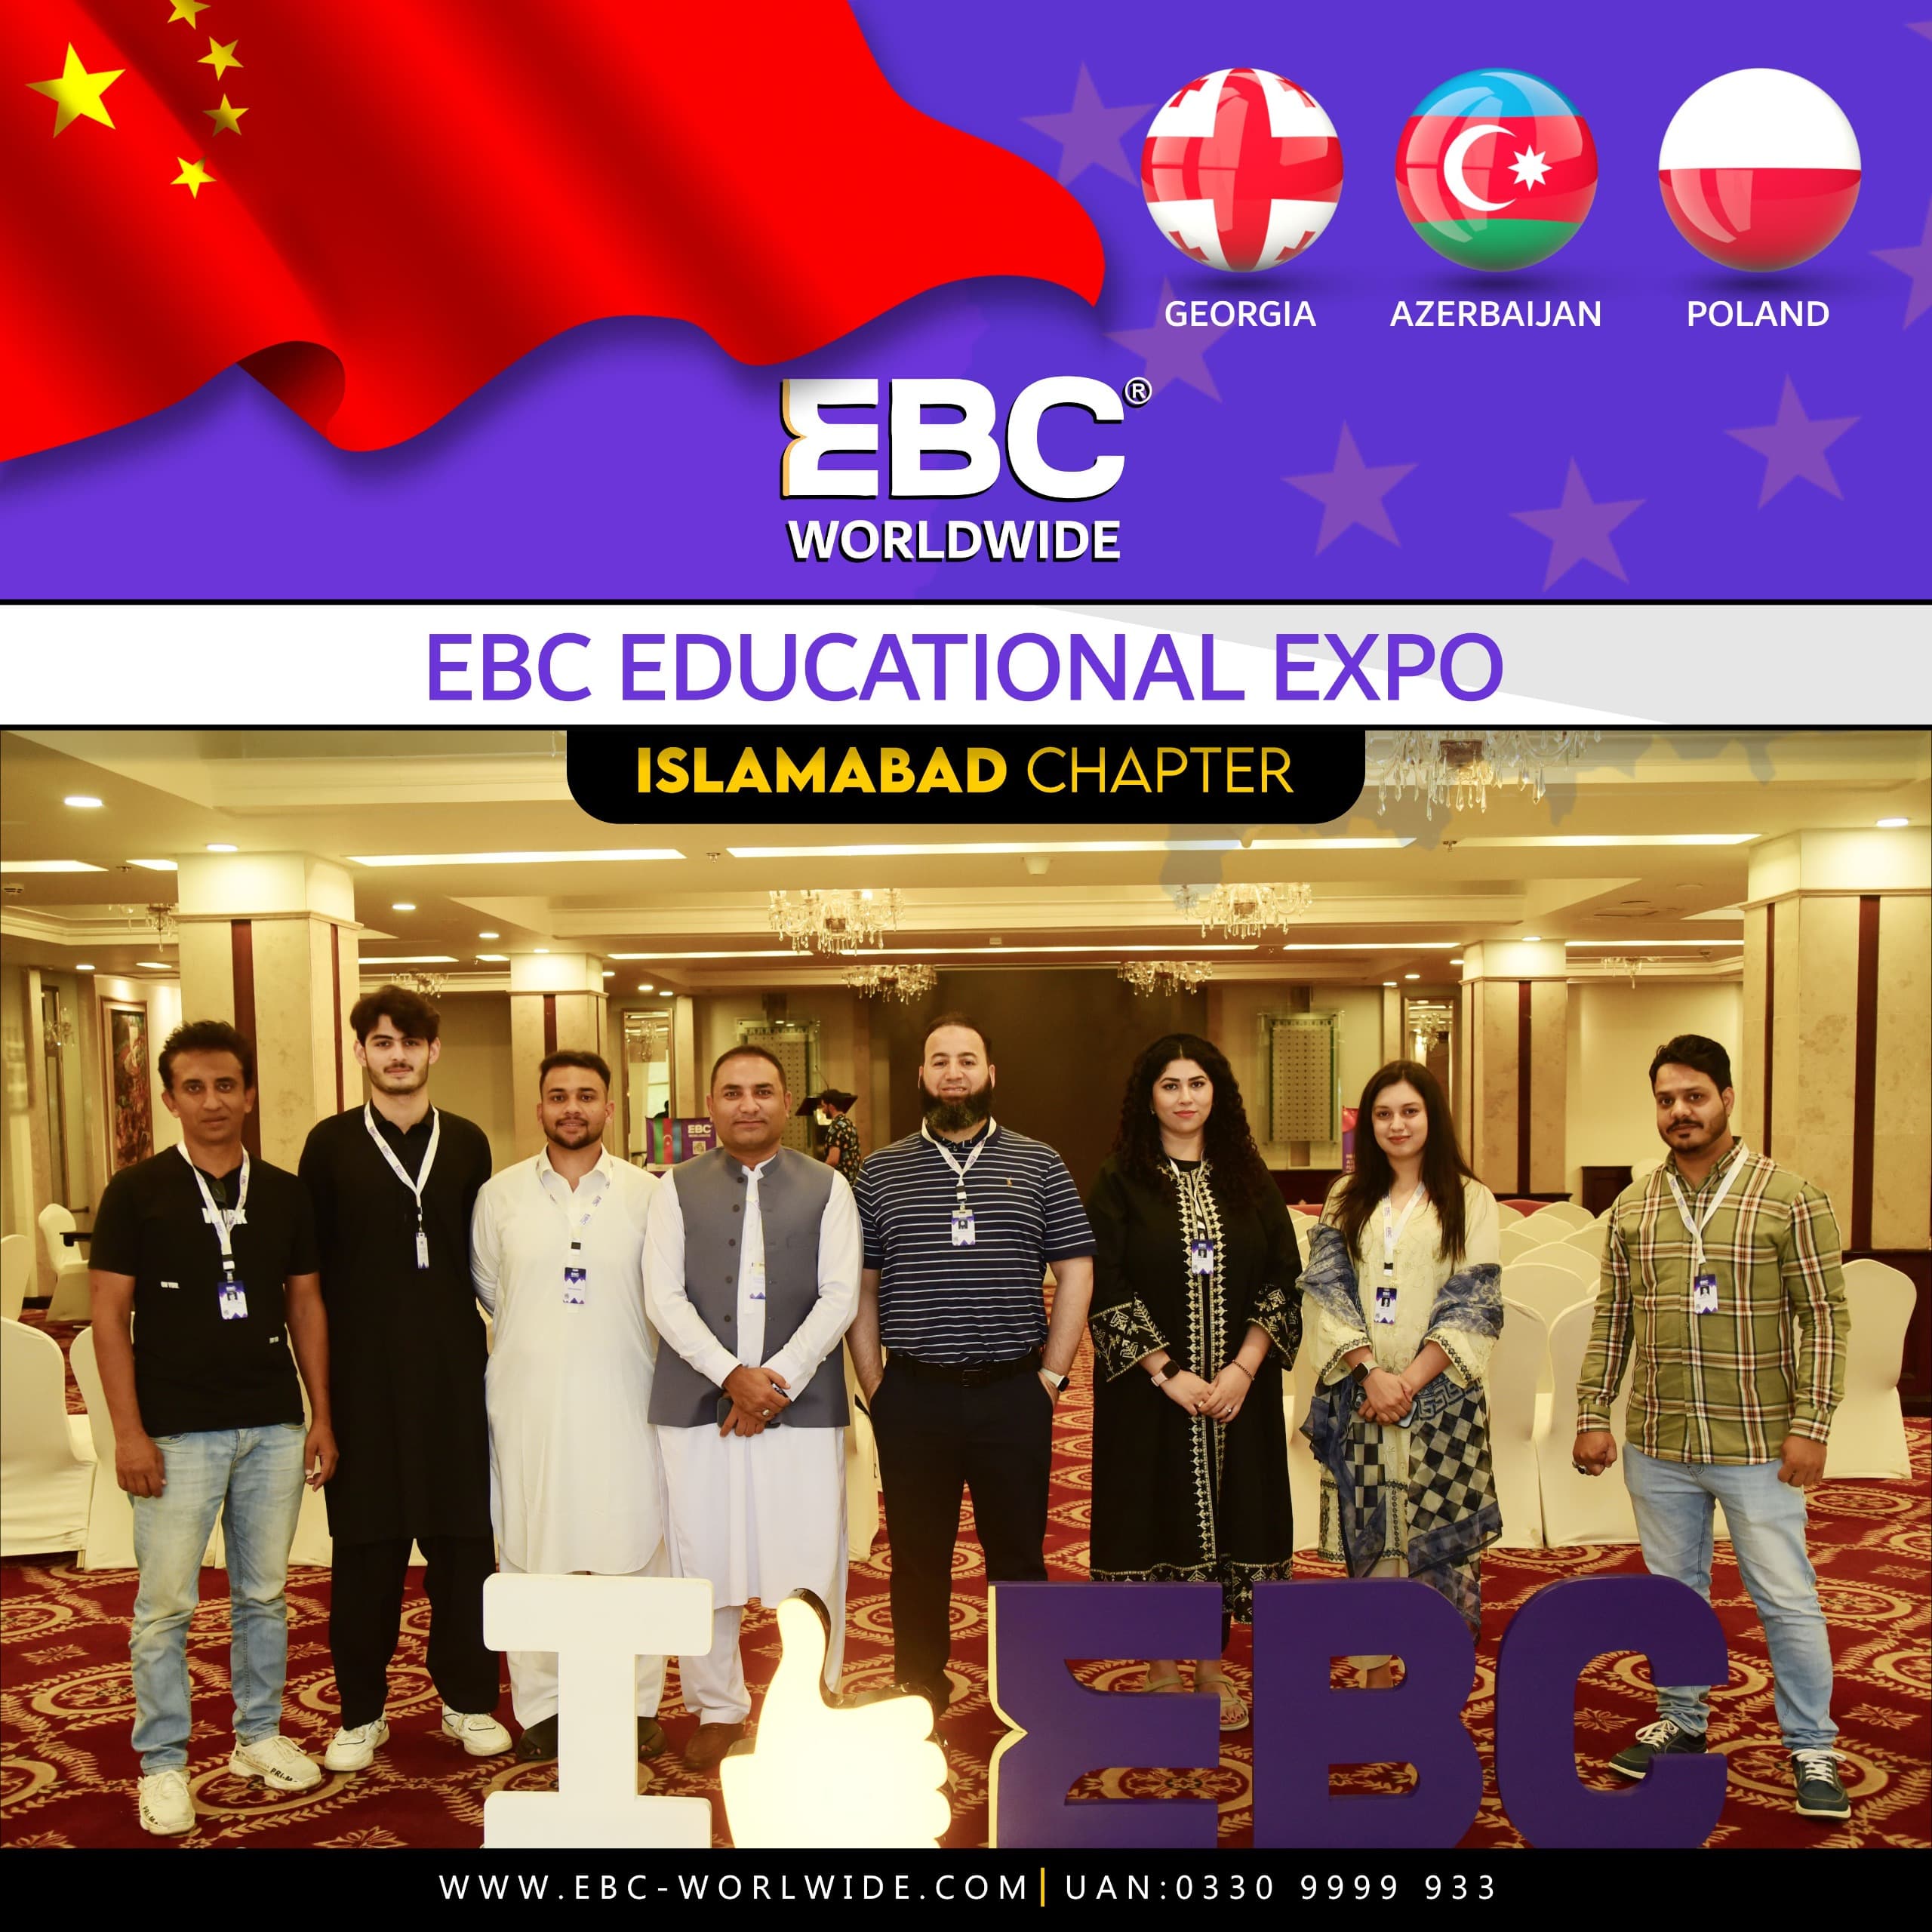 GEORGIA AZERBAIJAN POLAND
EBC®
WORLDWIDE
EBC EDUCATIONAL EXPO
ISLAMABAD CHAPTER
EBC
I EBC
WWW.EBC-WORLWIDE.COM | UAN:0330 9999 933